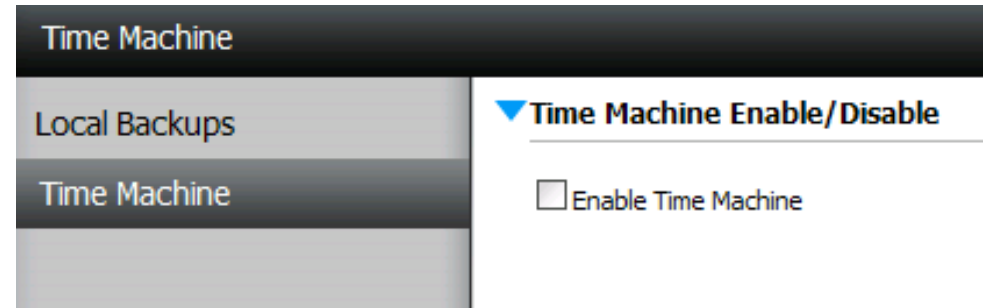 Time Machine
Local Backups
Time Machine
Time Machine Enable/Disable
Enable Time Machine